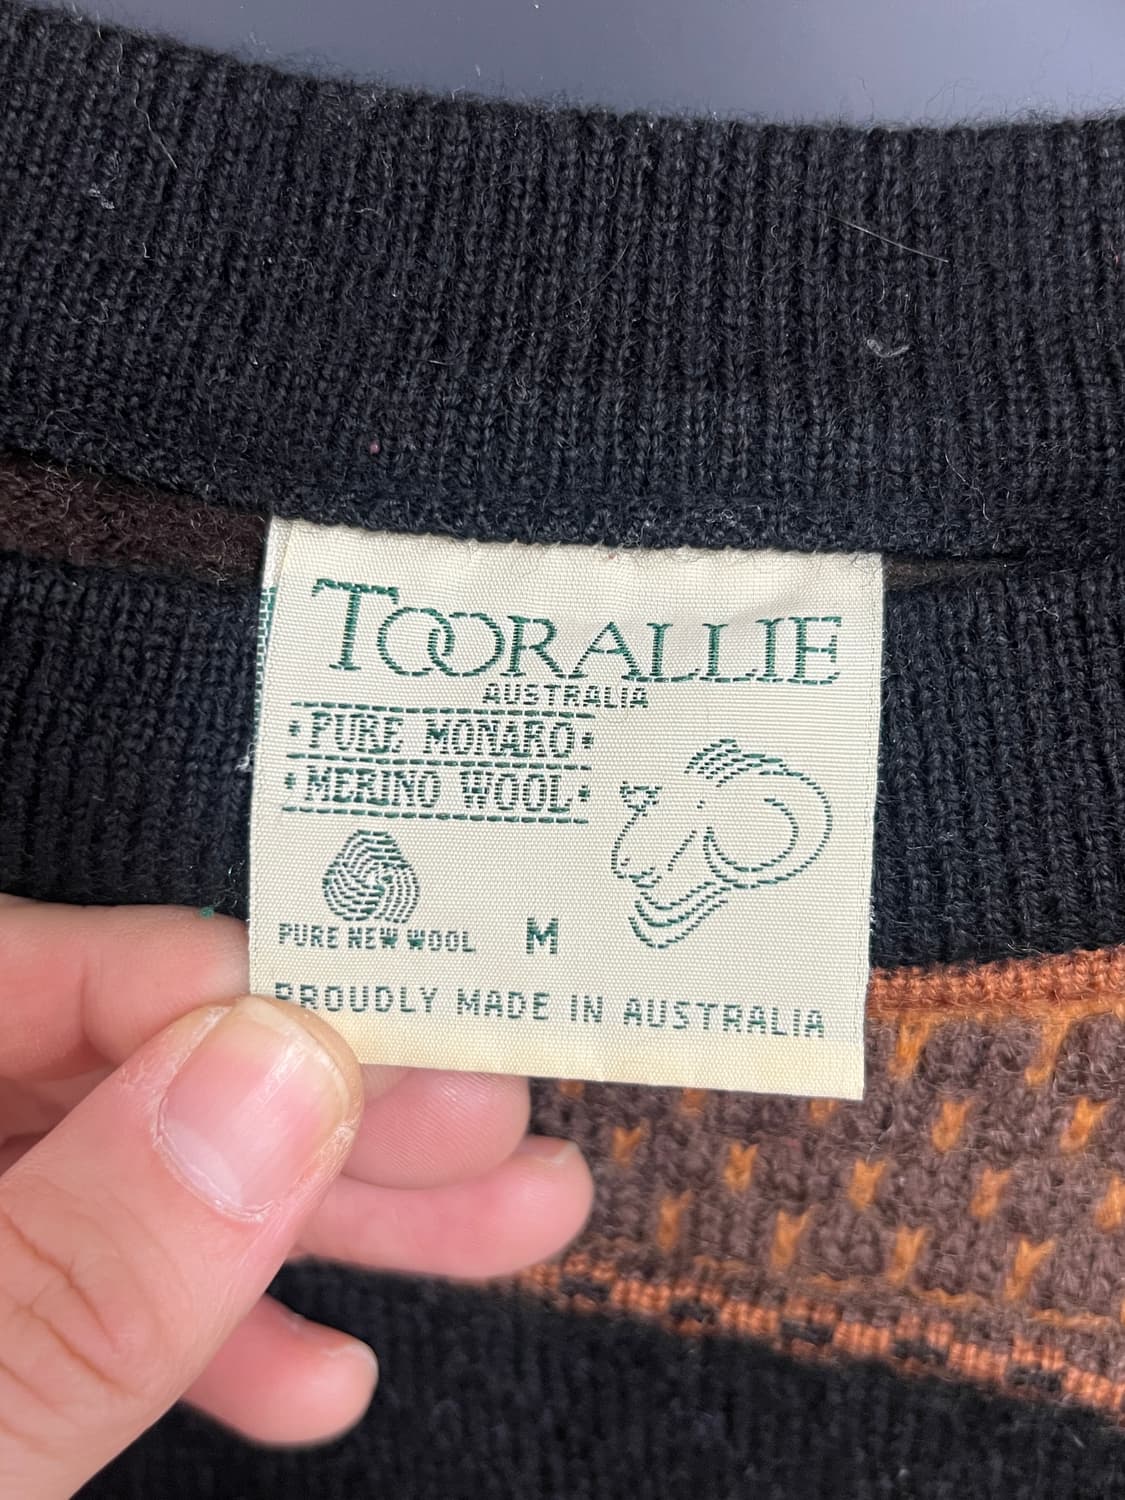 TOORALLIE
AUSTRALIA
• PURE MONARO •
• MERINO WOOL •
PURE NEW WOOL
M
PROUDLY MADE IN AUSTRALIA